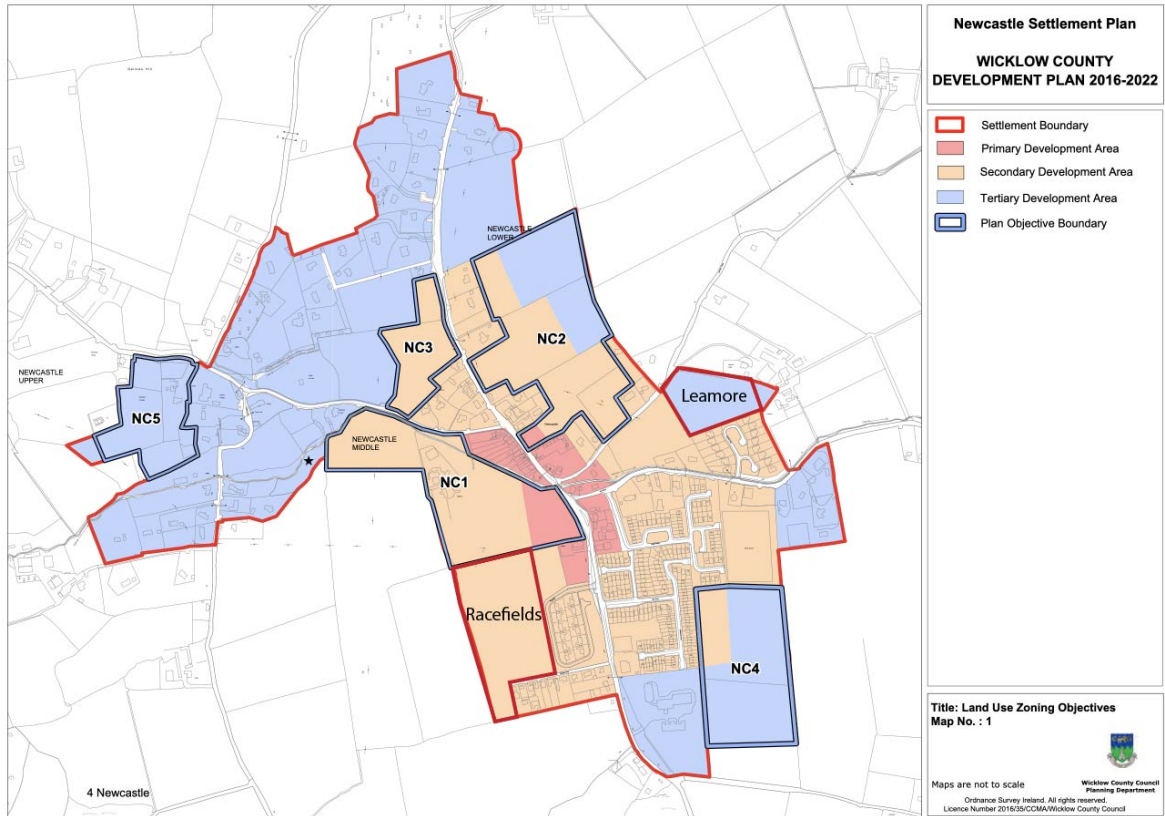 Newcastle Settlement Plan
WICKLOW COUNTY
DEVELOPMENT PLAN 2016-2022
Settlement Boundary
Primary Development Area
Secondary Development Area
Tertiary Development Area
Plan Objective Boundary
NEWCASTLE
LOWER
NC2
NC3
NEWCASTLE
UPPER
NC5
Leamore
NEWCASTLE
MIDDLE
NC1
Racefields
NC4
4 Newcastle
Title: Land Use Zoning Objectives
Map No. : 1
Maps are not to scale
Wicklow County Council
Planning Department
Ordnance Survey Ireland. All rights reserved.
Licence Number 2016/35/CCMA/Wicklow County Council